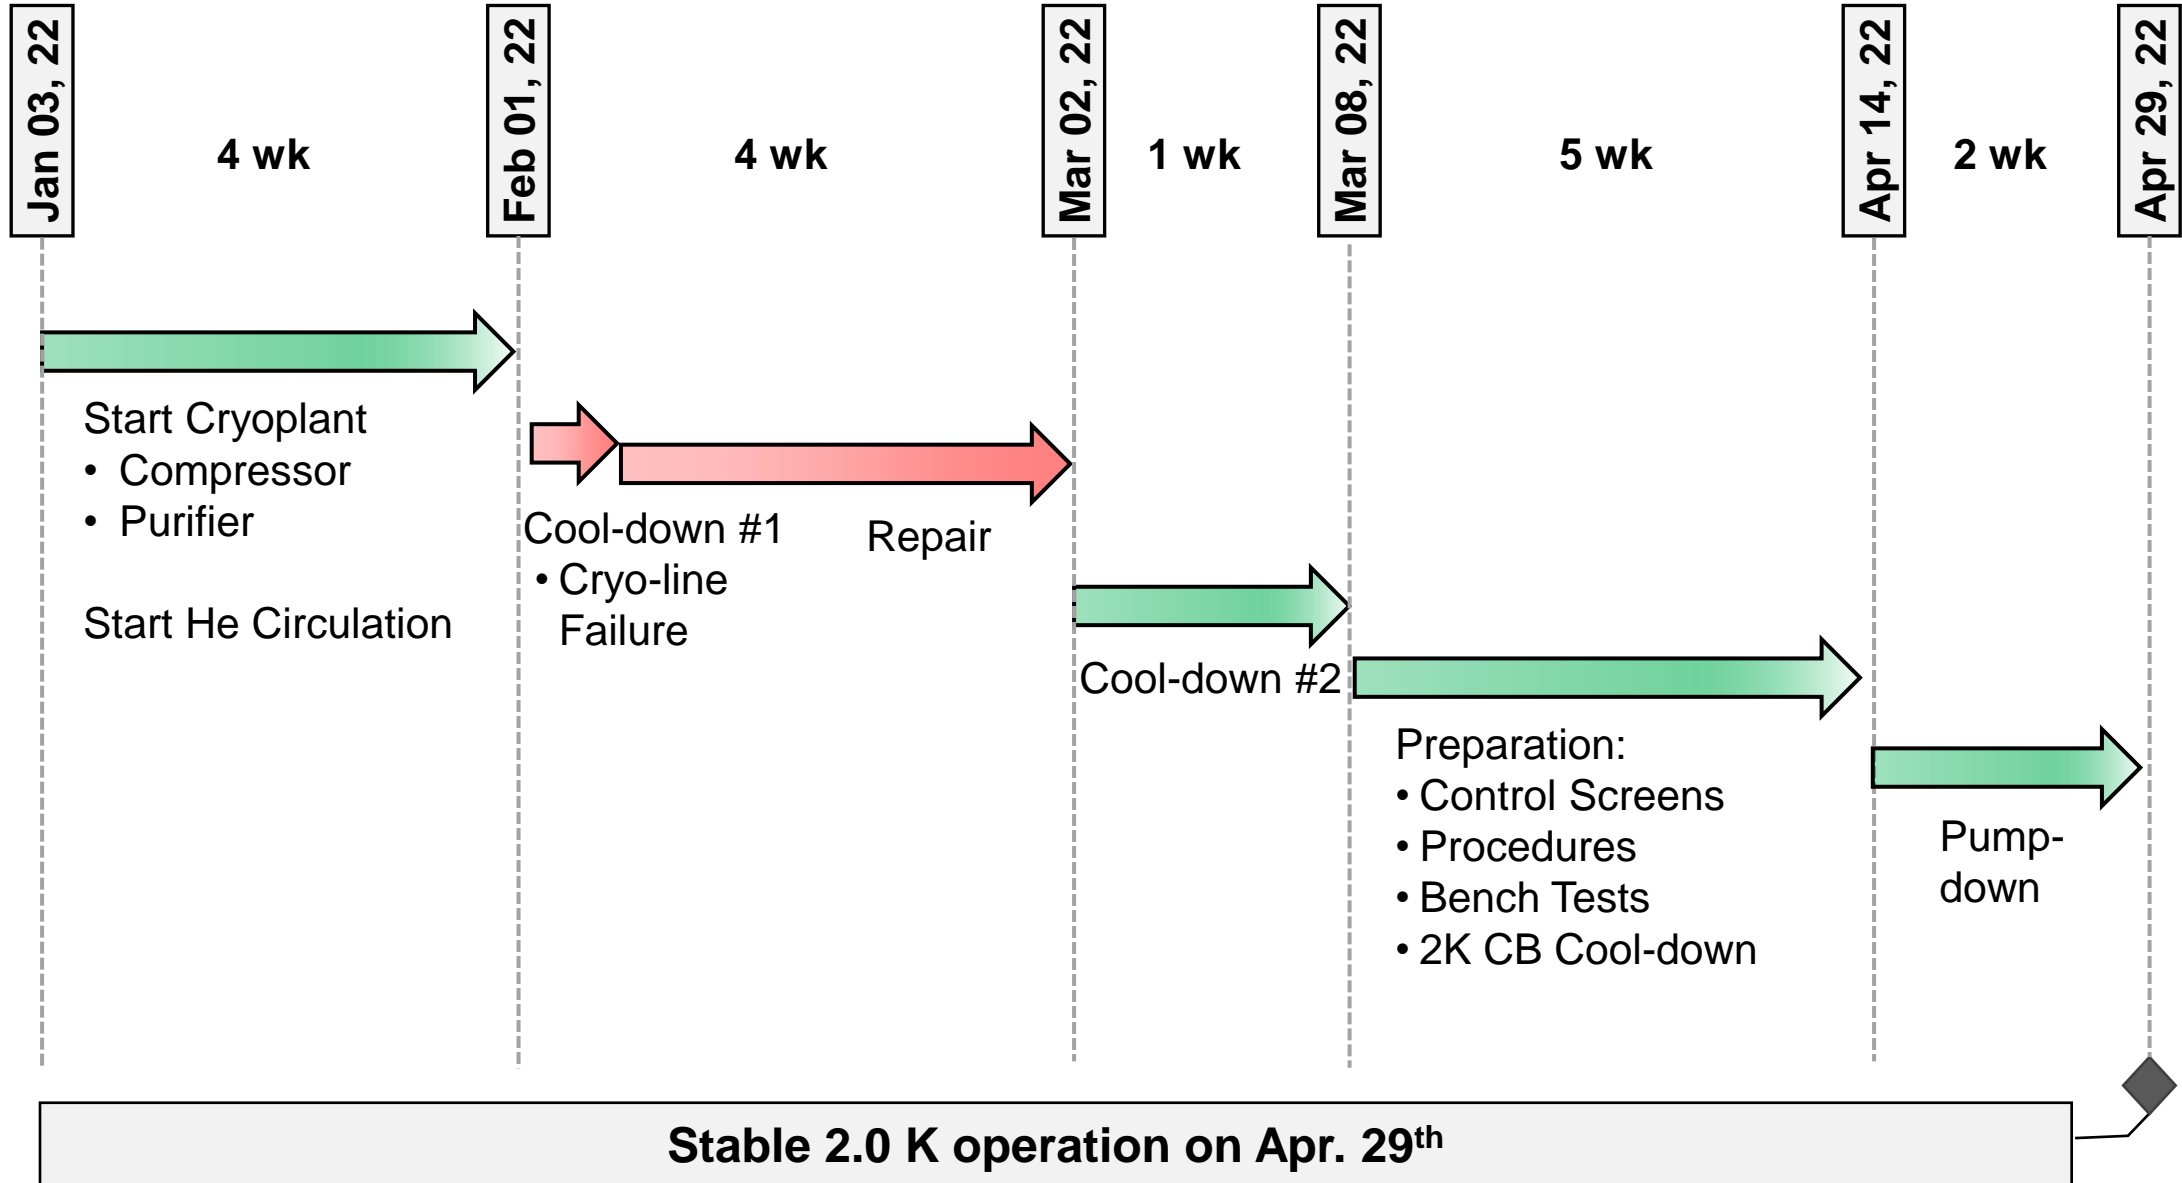 Jan 03, 22
Feb 01, 22
Mar 02, 22
Mar 08, 22
Apr 14, 22
Apr 29, 22
4 wk
4 wk
1 wk
5 wk
2 wk
Start Cryoplant
• Compressor
• Purifier
Start He Circulation
Cool-down #1
• Cryo-line
Failure
Repair
Cool-down #2
Preparation:
• Control Screens
• Procedures
• Bench Tests
• 2K CB Cool-down
Pump-
down
Stable 2.0 K operation on Apr. 29th